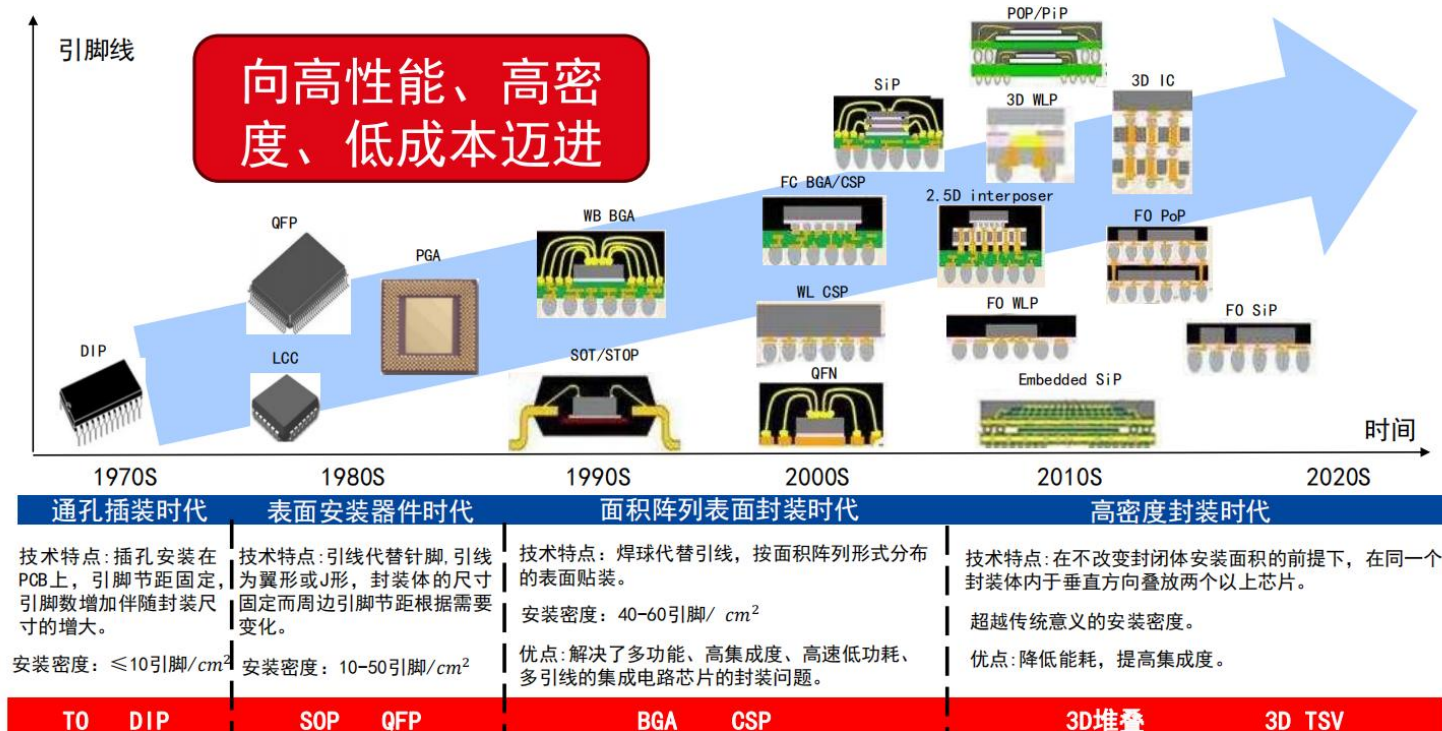 引脚线
向高性能、高密
度、低成本迈进
POP/PiP
SiP
3D WLP
3D IC
FC BGA/CSP
2.5D interposer
QFP
WB BGA
FO PoP
PGA
WL CSP
FO WLP
FO SiP
DIP
LCC
SOT/STOP
QFN
Embedded SiP
时间
1970S
1980S
1990S
2000S
2010S
2020S
通孔插装时代
技术特点:插孔安装在
PCB上，引脚节距固定，
引脚数增加伴随封装尺
寸的增大。
安装密度：≤10引脚/cm²
TO DIP
表面安装器件时代
技术特点:引线代替针脚,引线
为翼形或J形，封装体的尺寸
固定而周边引脚节距根据需要
变化。
安装密度：10-50引脚/cm²
SOP QFP
面积阵列表面封装时代
技术特点：焊球代替引线，按面积阵列形式分布
的表面贴装。
安装密度：40-60引脚/ cm²
优点:解决了多功能、高集成度、高速低功耗、
多引线的集成电路芯片的封装问题。
BGA CSP
高密度封装时代
技术特点:在不改变封闭体安装面积的前提下，在同一个
封装体内于垂直方向叠放两个以上芯片。
超越传统意义的安装密度。
优点:降低能耗，提高集成度。
3D堆叠 3D TSV